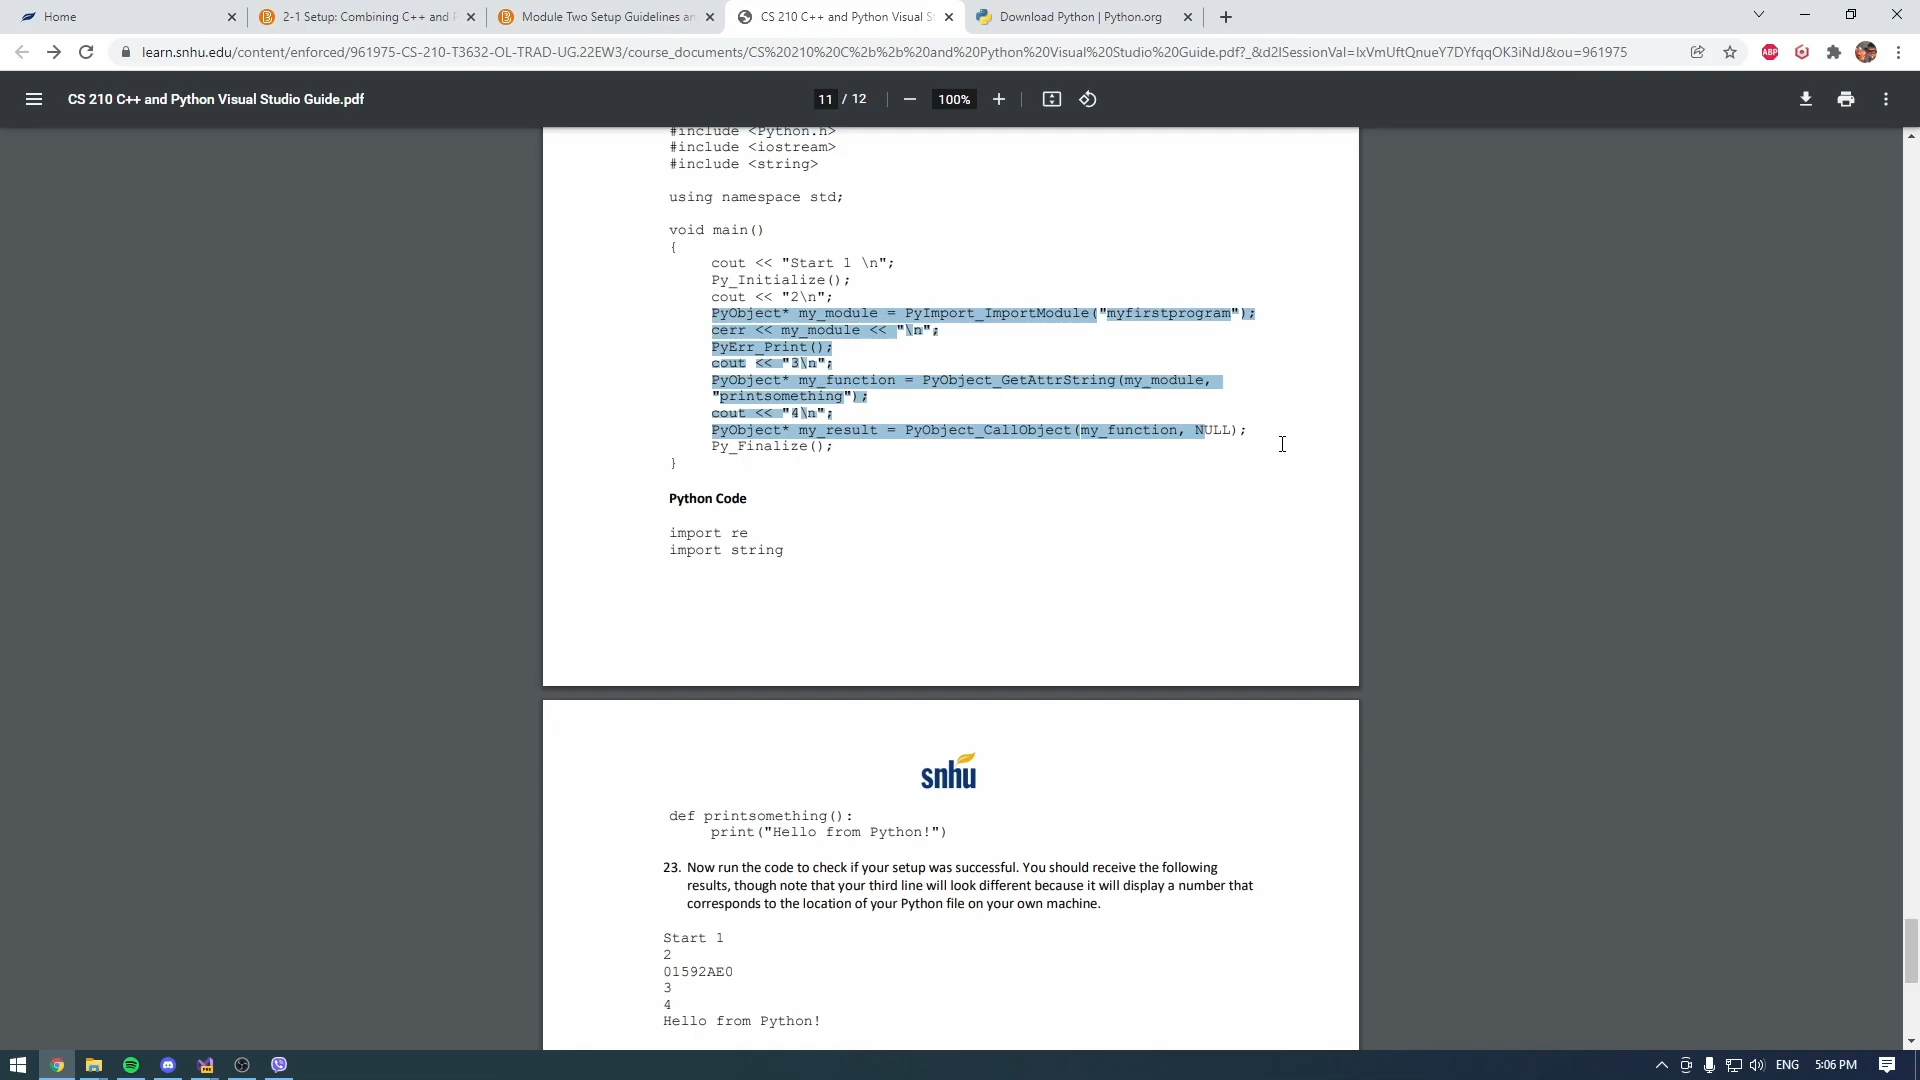 Home
2-1 Setup: Combining C++ and P
Module Two Setup Guidelines an
CS 210 C++ and Python Visual S
Download Python | Python.org
learn.snhu.edu/content/enforced/961975-CS-210-T3632-OL-TRAD-UG.22EW3/course_documents/CS%20210%20C%2b%2b%20and%20Python%20Visual%20Studio%20Guide.pdf?_&d2lSessionVal=IxVmUftQnueY7DYfqqOK3iNdJ&ou=961975
ABP
CS 210 C++ and Python Visual Studio Guide.pdf
11 / 12
100%
#include <Python.h>
#include <iostream>
#include <string>
using namespace std;
void main()
{
cout << "Start 1 \n";
Py_Initialize();
cout << "2\n";
PyObject* my_module = PyImport_ImportModule("myfirstprogram");
cerr << my_module << "\n";
PyErr_Print();
cout << "3\n";
PyObject* my_function = PyObject_GetAttrString(my_module,
"printsomething");
cout << "4\n";
PyObject* my_result = PyObject_CallObject(my_function, NULL);
Py_Finalize();
}
Python Code
import re
import string
snhu
def printsomething():
print("Hello from Python!")
23. Now run the code to check if your setup was successful. You should receive the following
results, though note that your third line will look different because it will display a number that
corresponds to the location of your Python file on your own machine.
Start 1
2
01592AE0
3
4
Hello from Python!
ENG
5:06 PM